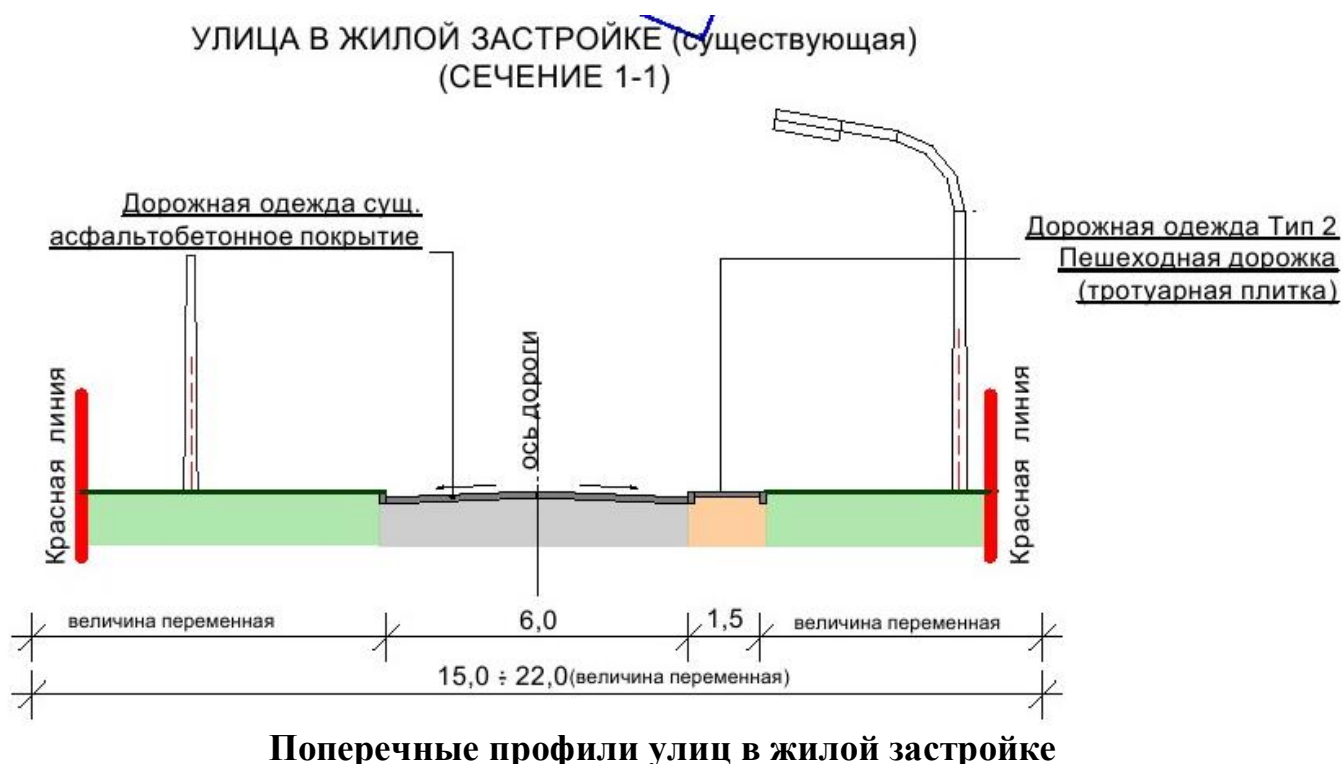 УЛИЦА В ЖИЛОЙ ЗАСТРОЙКЕ (существующая)
(СЕЧЕНИЕ 1-1)
Дорожная одежда сущ.
асфальтобетонное покрытие
Дорожная одежда Тип 2
Пешеходная дорожка
(тротуарная плитка)
Красная линия
ось дороги
Красная линия
величина переменная
6,0
1,5
величина переменная
15,0 ÷ 22,0(величина переменная)
Поперечные профили улиц в жилой застройке